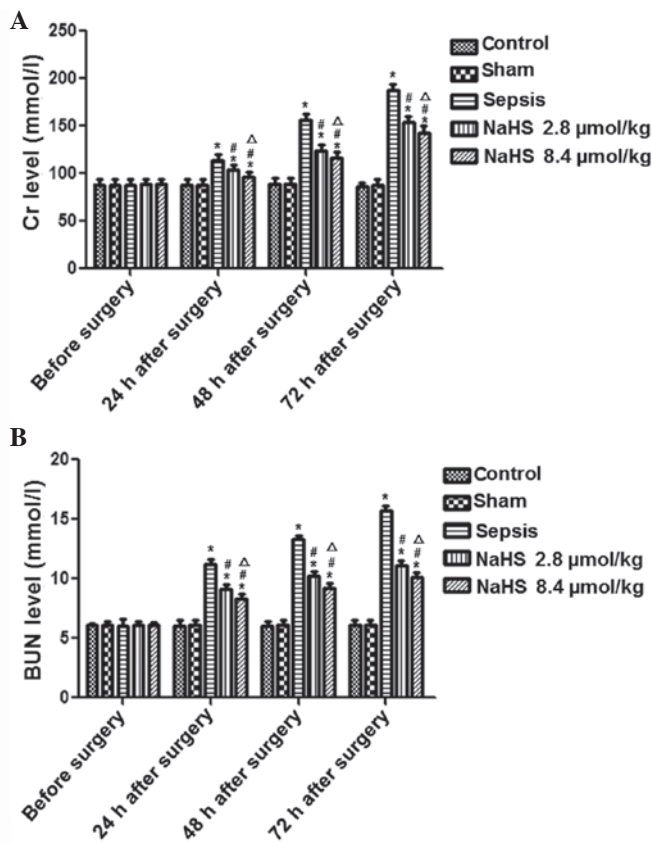 A
Cr level (mmol/l)
250
200
150
100
50
0
Control
Sham
Sepsis
NaHS 2.8 µmol/kg
NaHS 8.4 µmol/kg
*
#
*
Δ
#
*
*
#
*
Δ
#
*
*
#
*
Δ
#
*
Before surgery
24 h after surgery
48 h after surgery
72 h after surgery
B
BUN level (mmol/l)
20
15
10
5
0
Control
Sham
Sepsis
NaHS 2.8 µmol/kg
NaHS 8.4 µmol/kg
*
#
*
Δ
#
*
*
#
*
Δ
#
*
*
#
*
Δ
#
*
Before surgery
24 h after surgery
48 h after surgery
72 h after surgery